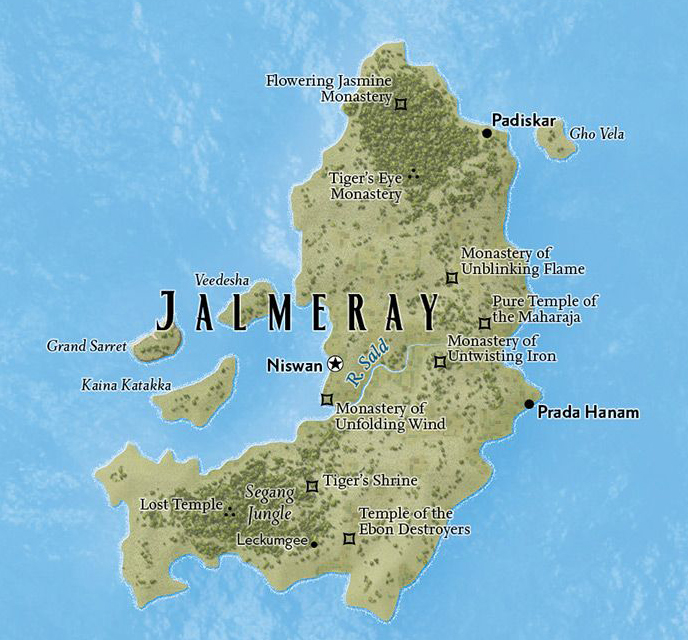 Flowering Jasmine
Monastery
Padiskar
Gho Vela
Tiger's Eye
Monastery
Monastery of
Unblinking Flame
Veedesha
JALMERAY
Pure Temple of
the Maharaja
Grand Sarret
Monastery of
Untwisting Iron
Niswan
R. Sald
Kaina Katakka
Monastery of
Unfolding Wind
Prada Hanam
Tiger's Shrine
Lost Temple
Segang
Jungle
Temple of the
Ebon Destroyers
Leckumgee